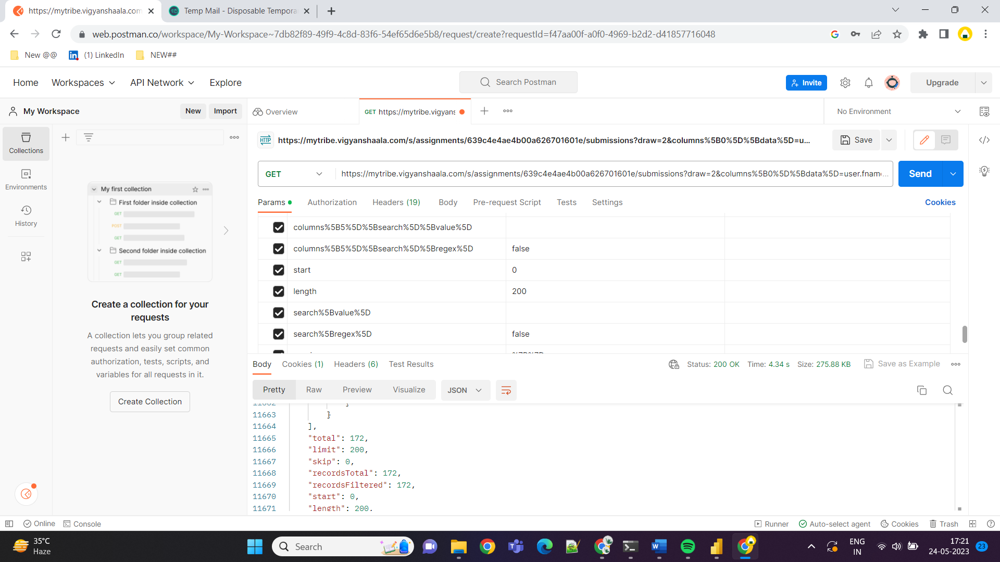 https://mytribe.vigyanshaala.com
Temp Mail - Disposable Tempora
web.postman.co/workspace/My-Workspace~7db82f89-49f9-4c8d-83f6-54ef65d6e5b8/request/create?requestId=f47aa00f-a0f0-4969-b2d2-d41857716048
New @@
(1) LinkedIn
NEW##
Home
Workspaces
API Network
Explore
Search Postman
Invite
Upgrade
My Workspace
New
Import
Overview
GET https://mytribe.vigyans
No Environment
Collections
Environments
History
HTTP
https://mytribe.vigyanshaala.com/s/assignments/639c4e4ae4b00a626701601e/submissions?draw=2&columns%5B0%5D%5Bdata%5D=u...
Save
GET
https://mytribe.vigyanshaala.com/s/assignments/639c4e4ae4b00a626701601e/submissions?draw=2&columns%5B0%5D%5Bdata%5D=user.fname...
Send
Params
Authorization
Headers (19)
Body
Pre-request Script
Tests
Settings
Cookies
columns%5B5%5D%5Bsearch%5D%5Bvalue%5D
columns%5B5%5D%5Bsearch%5D%5Bregex%5D false
start 0
length 200
search%5Bvalue%5D
search%5Bregex%5D false
My first collection
First folder inside collection
GET
POST
GET
Second folder inside collection
GET
GET
Create a collection for your
requests
A collection lets you group related
requests and easily set common
authorization, tests, scripts, and
variables for all requests in it.
Create Collection
Body
Cookies (1)
Headers (6)
Test Results
Status: 200 OK
Time: 4.34 s
Size: 275.88 KB
Save as Example
Pretty
Raw
Preview
Visualize
JSON
11662 }
11663 }
11664 ],
11665 "total": 172,
11666 "limit": 200,
11667 "skip": 0,
11668 "recordsTotal": 172,
11669 "recordsFiltered": 172,
11670 "start": 0,
11671 "length": 200,
Online
Console
Runner
Auto-select agent
Cookies
Trash
35°C
Haze
Search
ENG
IN
17:21
24-05-2023
23